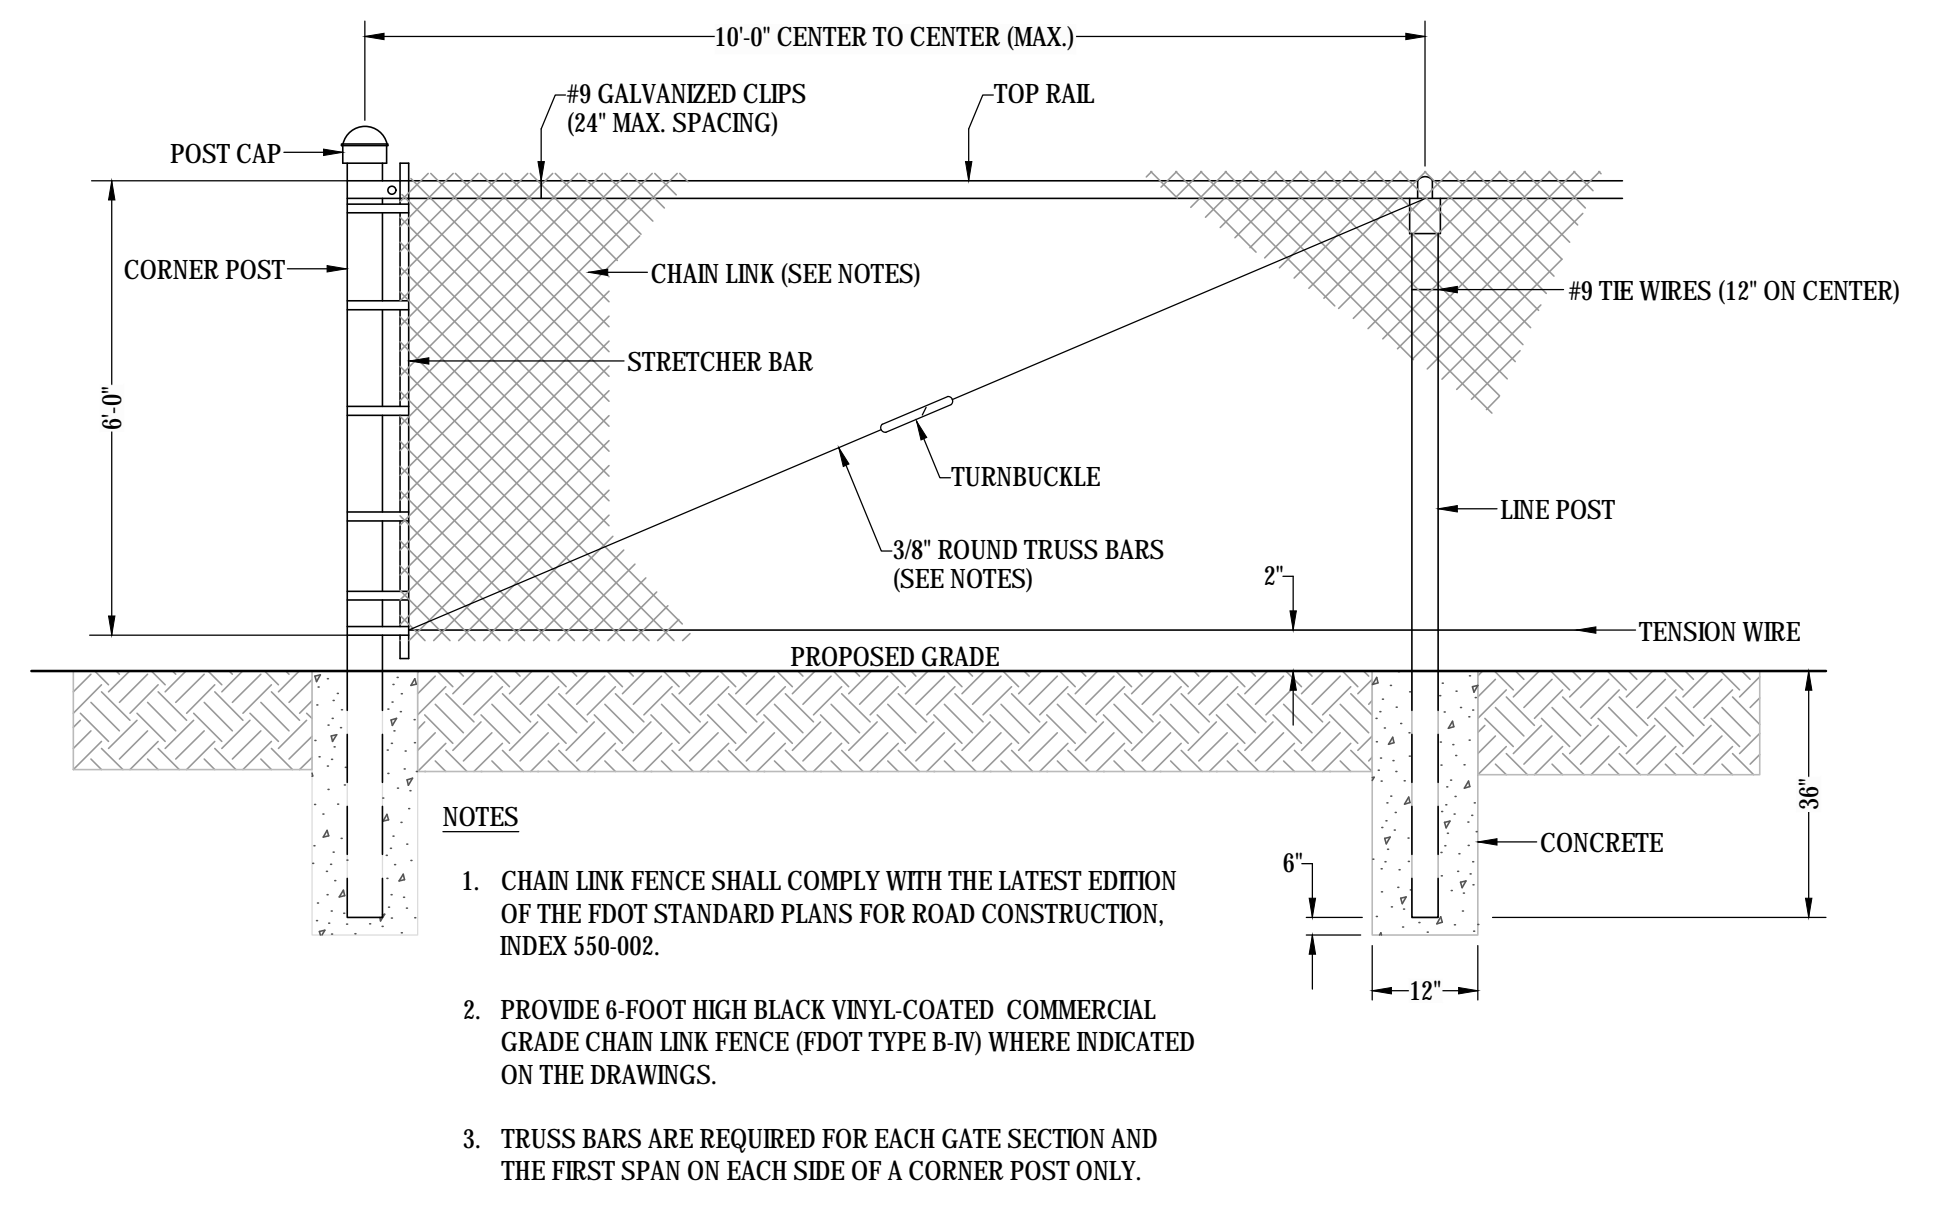 10'-0" CENTER TO CENTER (MAX.)
#9 GALVANIZED CLIPS
(24" MAX. SPACING)
TOP RAIL
POST CAP
CORNER POST
CHAIN LINK (SEE NOTES)
#9 TIE WIRES (12" ON CENTER)
STRETCHER BAR
6'-0"
TURNBUCKLE
LINE POST
3/8" ROUND TRUSS BARS
(SEE NOTES)
2"
TENSION WIRE
PROPOSED GRADE
36"
CONCRETE
6"
12"
NOTES
1. CHAIN LINK FENCE SHALL COMPLY WITH THE LATEST EDITION
OF THE FDOT STANDARD PLANS FOR ROAD CONSTRUCTION,
INDEX 550-002.
2. PROVIDE 6-FOOT HIGH BLACK VINYL-COATED COMMERCIAL
GRADE CHAIN LINK FENCE (FDOT TYPE B-IV) WHERE INDICATED
ON THE DRAWINGS.
3. TRUSS BARS ARE REQUIRED FOR EACH GATE SECTION AND
THE FIRST SPAN ON EACH SIDE OF A CORNER POST ONLY.